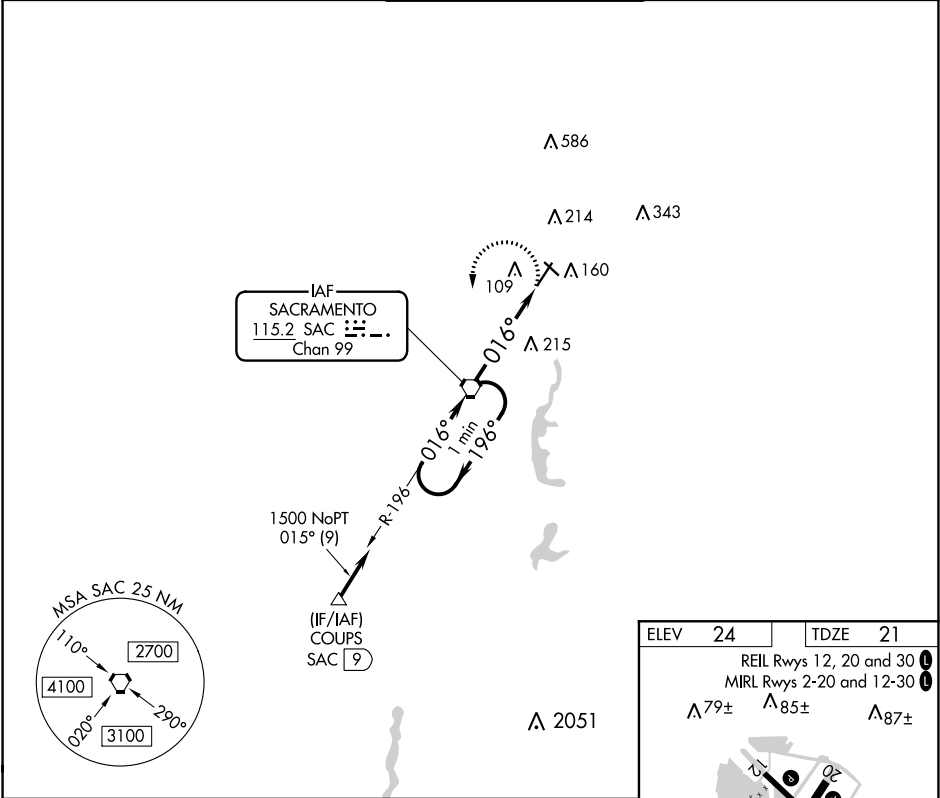 586
214
343
109
160
IAF
SACRAMENTO
115.2 SAC
Chan 99
016°
215
016°
1 min
196°
R-196
1500 NoPT
015° (9)
(IF/IAF)
COUPS
SAC 9
MSA SAC 25 NM
110°
2700
4100
020°
290°
3100
2051
ELEV 24
TDZE 21
REIL Rwys 12, 20 and 30 L
MIRL Rwys 2-20 and 12-30 L
79±
85±
87±
12
P
20